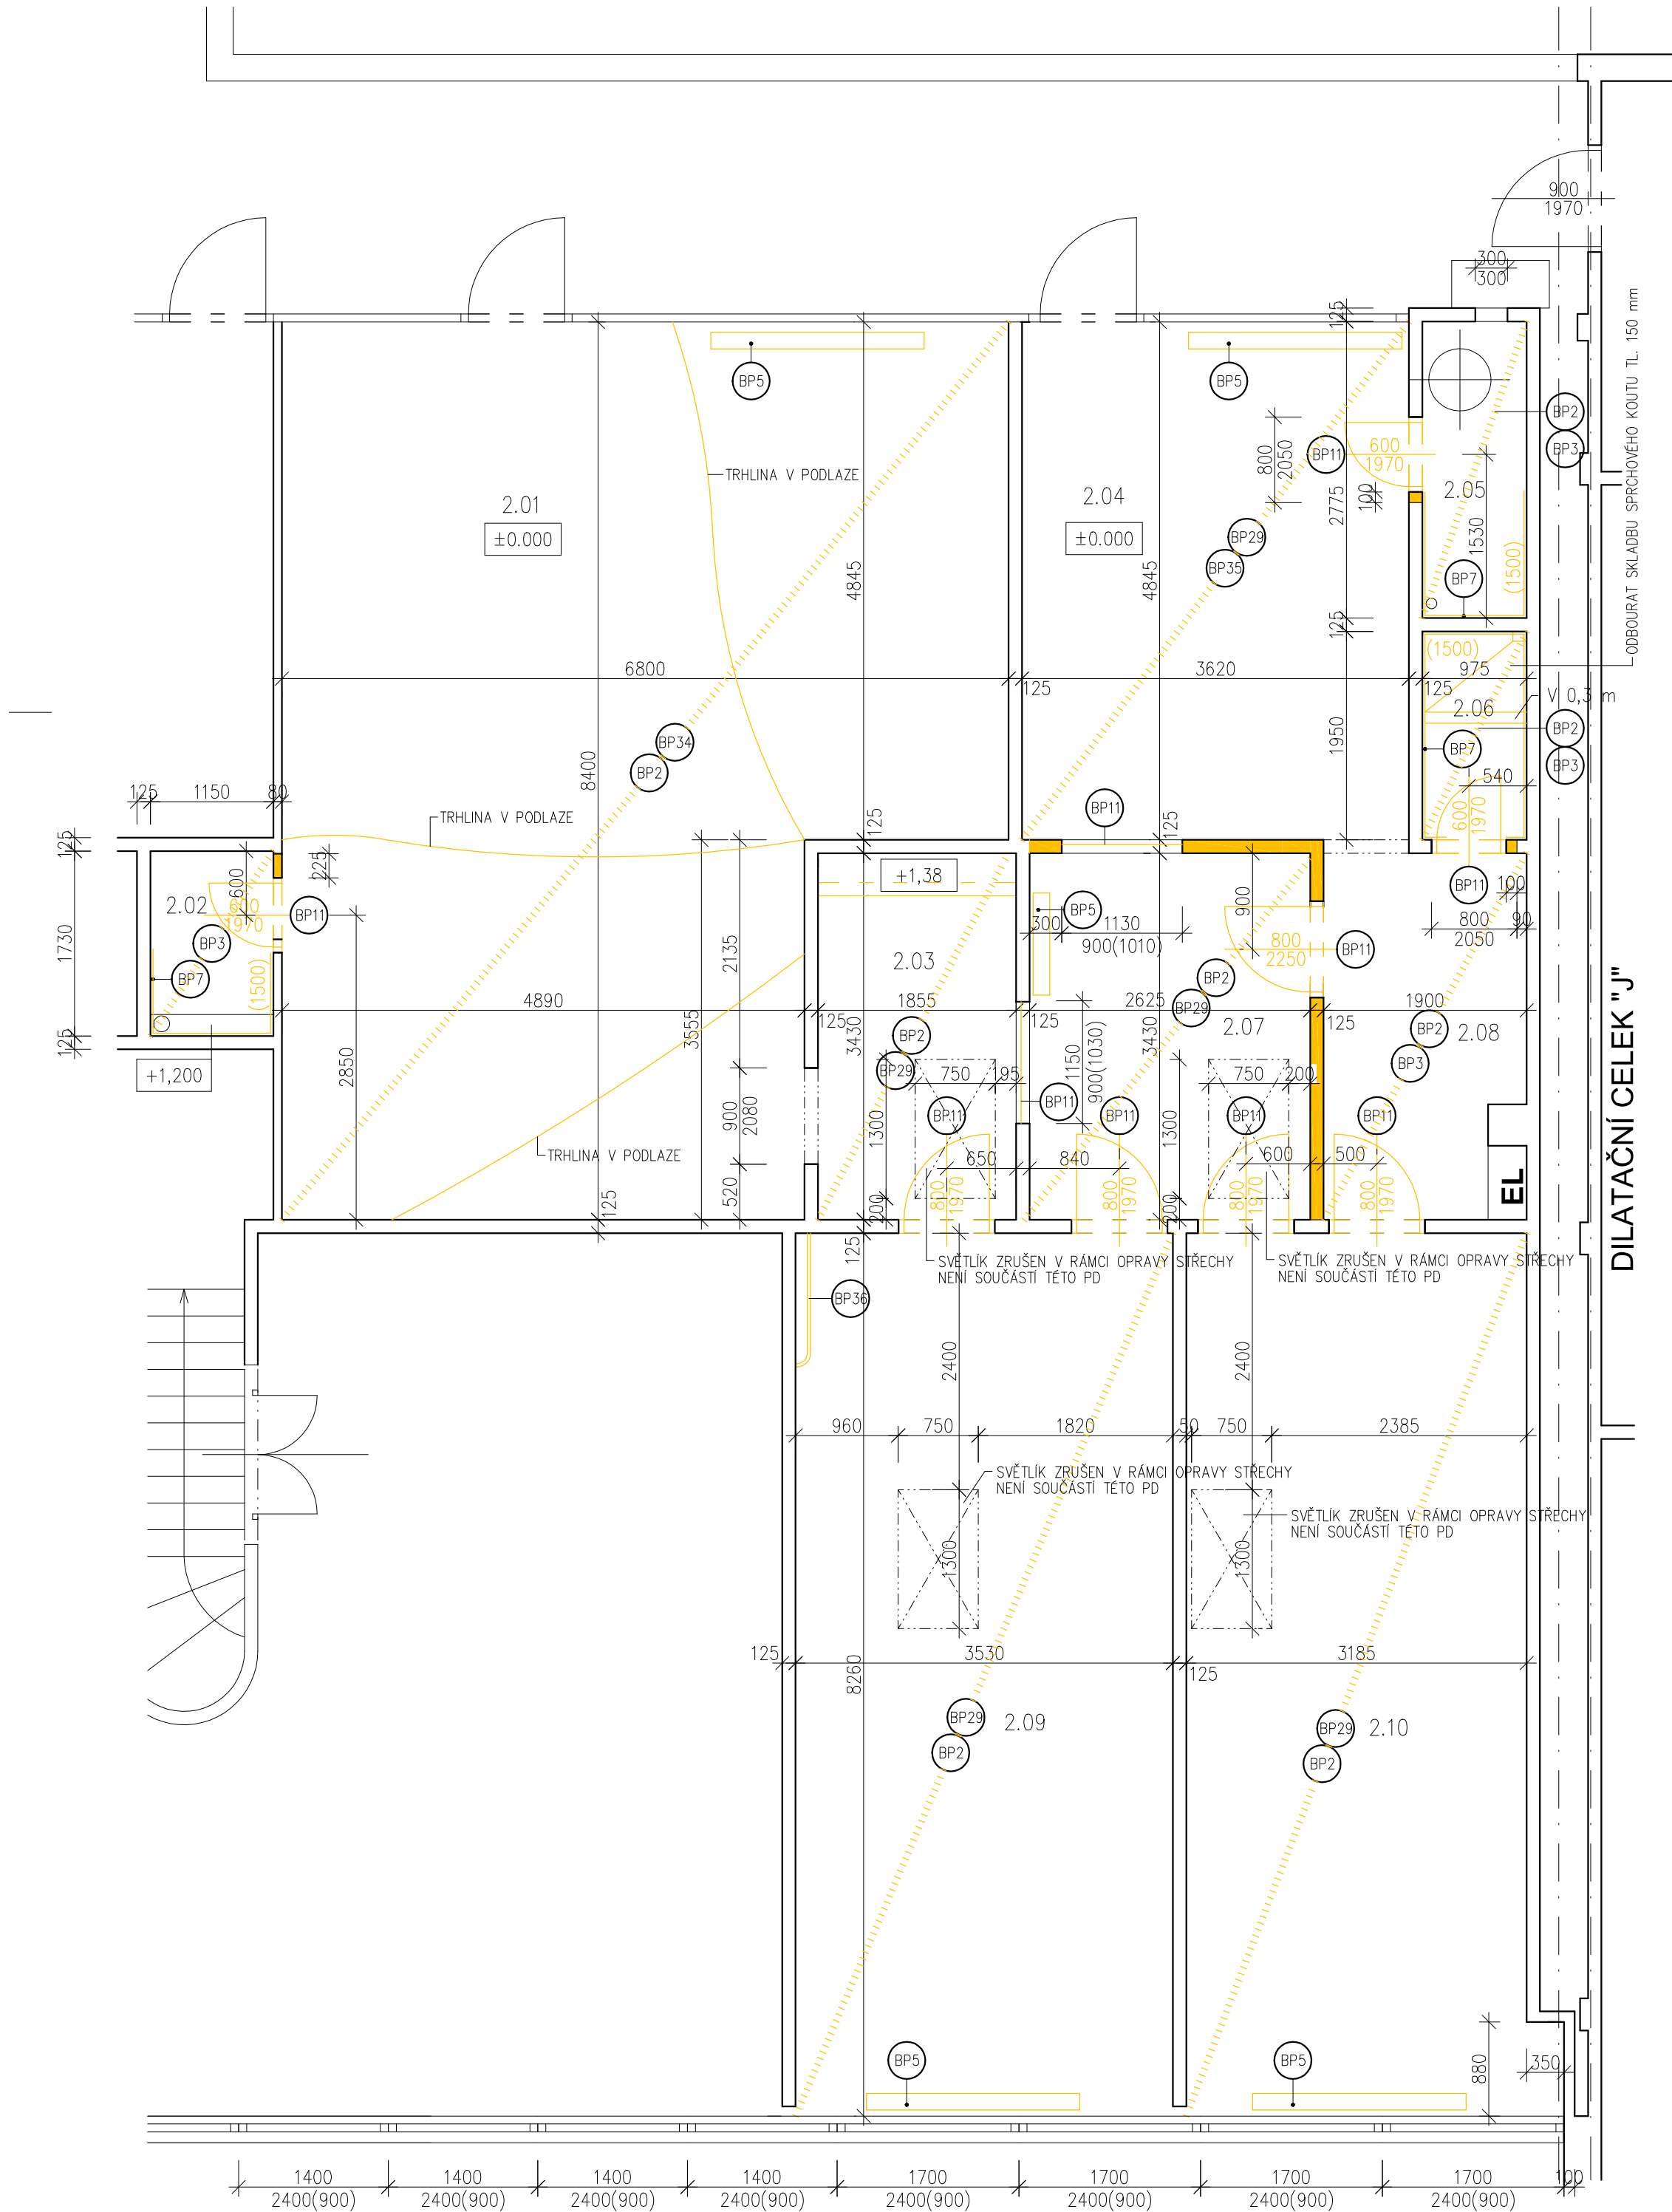 900
1970
300
300
125
BP5
BP5
BP2
BP3
ODBOURAT SKLADBU SPRCHOVÉHO KOUTU TL. 150 mm
TRHLINA V PODLAZE
800
2050
BP11
600
1970
2.01
±0.000
2.04
±0.000
2.05
100
2775
1530
BP29
BP35
4845
4845
BP7
(1500)
125
(1500)
6800
125
3620
125
975
V 0,3 m
2.06
BP34
BP2
8400
1950
BP7
BP2
BP3
540
125
1150
80
BP11
600
1970
TRHLINA V PODLAZE
125
125
125
225
600
+1,38
2.02
600
1970
BP11
BP5
900
BP11
100
300
1130
900(1010)
800
2050
90
BP3
1730
2135
2.03
800
2250
BP11
BP7
(1500)
BP2
4890
1855
2625
BP29
1900
125
125
2.07
125
BP2
2.08
DILATAČNÍ CELEK "J"
3555
3430
BP2
3430
BP3
125
+1,200
2850
BP29
750
195
1150
900(1030)
750
200
900
2080
BP11
BP11
BP11
BP11
BP11
1300
1300
TRHLINA V PODLAZE
650
840
600
500
520
800
1970
800
1970
800
1970
800
1970
EL
125
200
200
125
SVĚTLÍK ZRUŠEN V RÁMCI OPRAVY STŘECHY
NENÍ SOUČÁSTÍ TÉTO PD
SVĚTLÍK ZRUŠEN V RÁMCI OPRAVY STŘECHY
NENÍ SOUČÁSTÍ TÉTO PD
BP36
2400
2400
960
750
1820
50
750
2385
SVĚTLÍK ZRUŠEN V RÁMCI OPRAVY STŘECHY
NENÍ SOUČÁSTÍ TÉTO PD
SVĚTLÍK ZRUŠEN V RÁMCI OPRAVY STŘECHY
NENÍ SOUČÁSTÍ TÉTO PD
1300
1300
125
3530
3185
8260
125
BP29
2.09
BP29
2.10
BP2
BP2
BP5
BP5
880
350
1400
1400
1400
1400
1700
1700
1700
1700
100
2400(900)
2400(900)
2400(900)
2400(900)
2400(900)
2400(900)
2400(900)
2400(900)